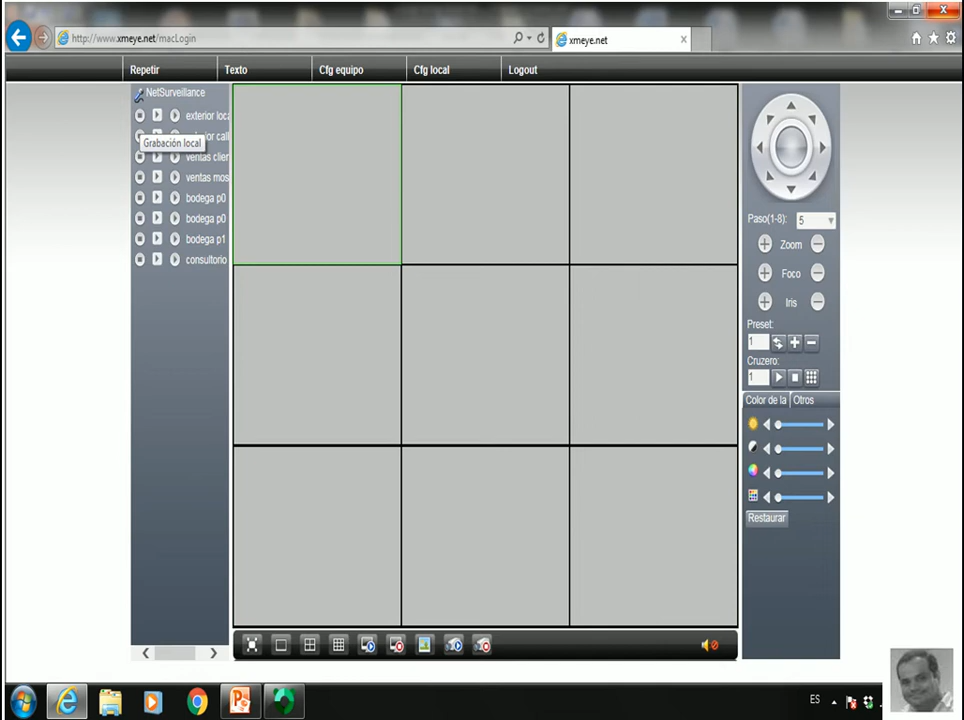 http://www.xmeye.net/macLogin
xmeye.net
Repetir
Texto
Cfg equipo
Cfg local
Logout
NetSurveillance
exterior loca
Grabación local
ventas clien
ventas mos
bodega p0
bodega p0
bodega p1
consultorio
Paso(1-8):
5
Zoom
Foco
Iris
Preset:
1
Cruzero:
1
Color de la
Otros
Restaurar
ES